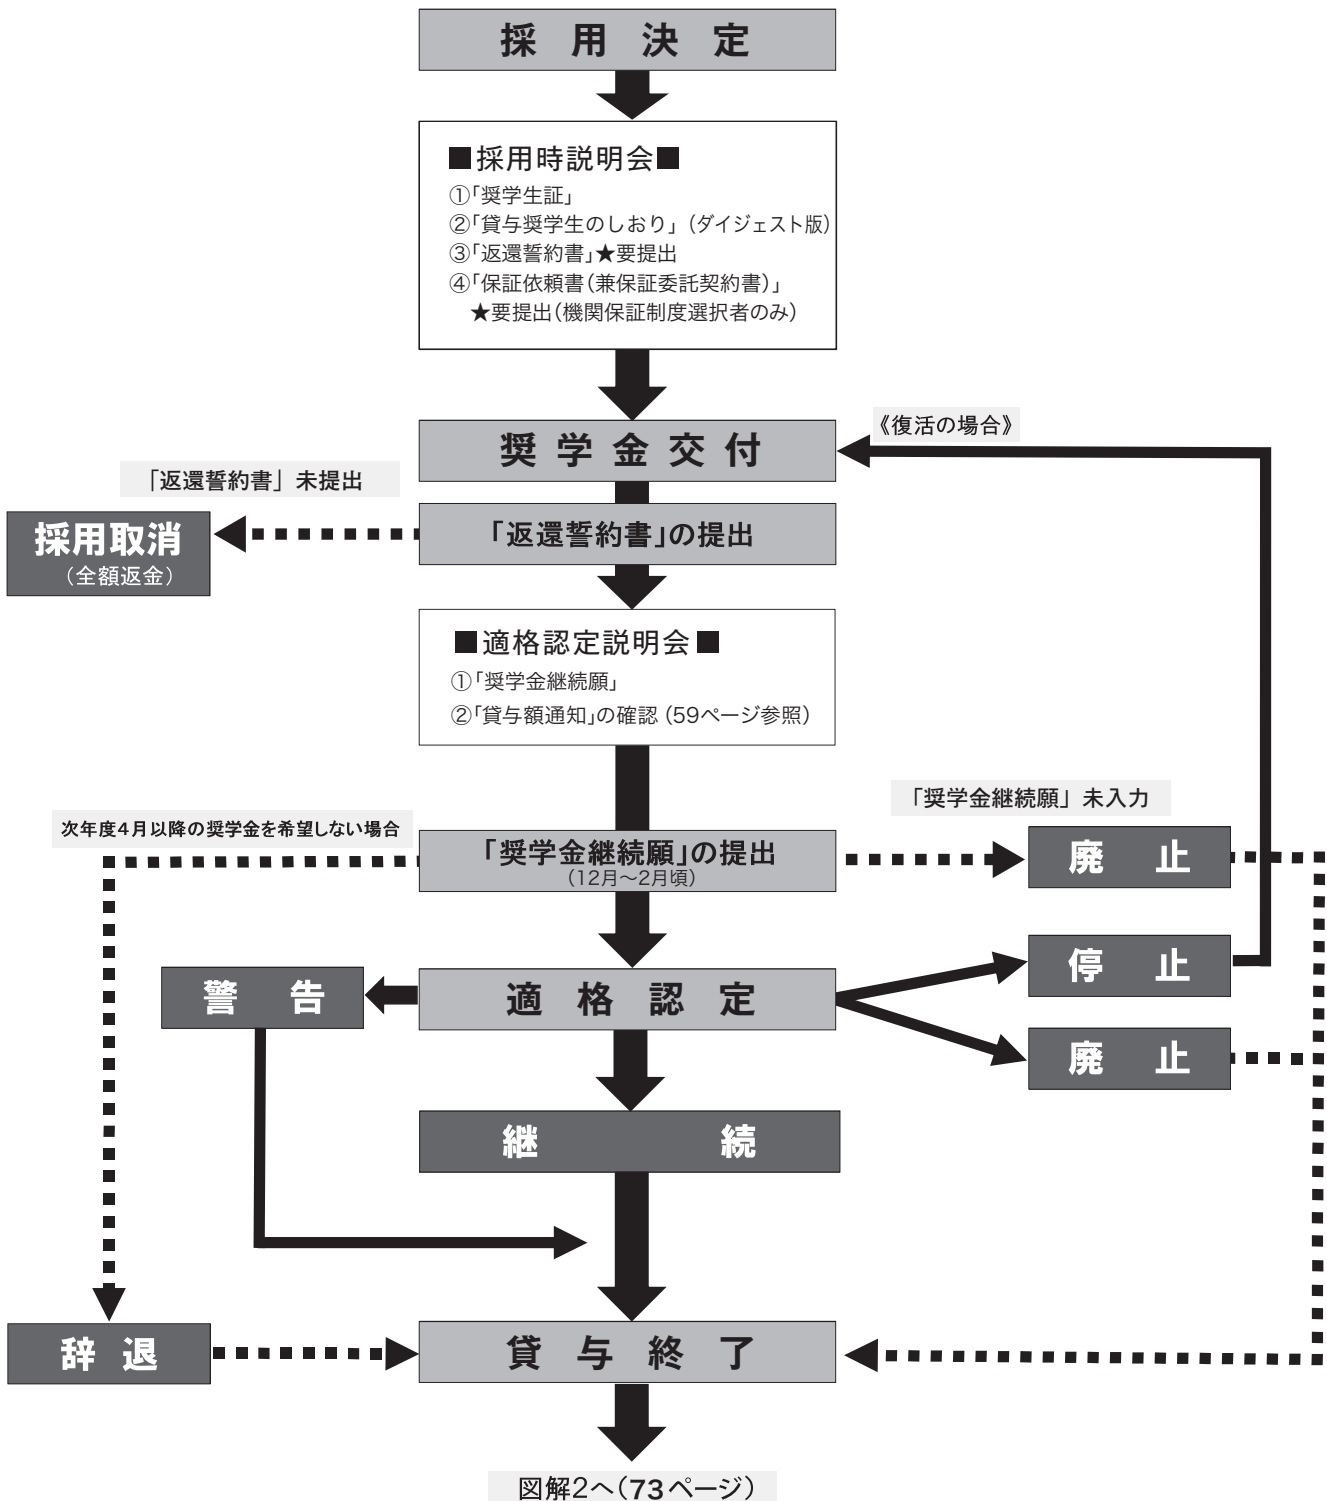 採用決定
■採用時説明会■
①「奨学生証」
②「貸与奨学生のしおり」(ダイジェスト版)
③「返還誓約書」★要提出
④「保証依頼書(兼保証委託契約書)」
★要提出(機関保証制度選択者のみ)
《復活の場合》
奨学金交付
「返還誓約書」未提出
「返還誓約書」の提出
採用取消
(全額返金)
■適格認定説明会■
①「奨学金継続願」
②「貸与額通知」の確認(59ページ参照)
「奨学金継続願」未入力
次年度4月以降の奨学金を希望しない場合
「奨学金継続願」の提出
(12月～2月頃)
廃止
停止
警告
適格認定
廃止
継続
辞退
貸与終了
図解2へ(73ページ)